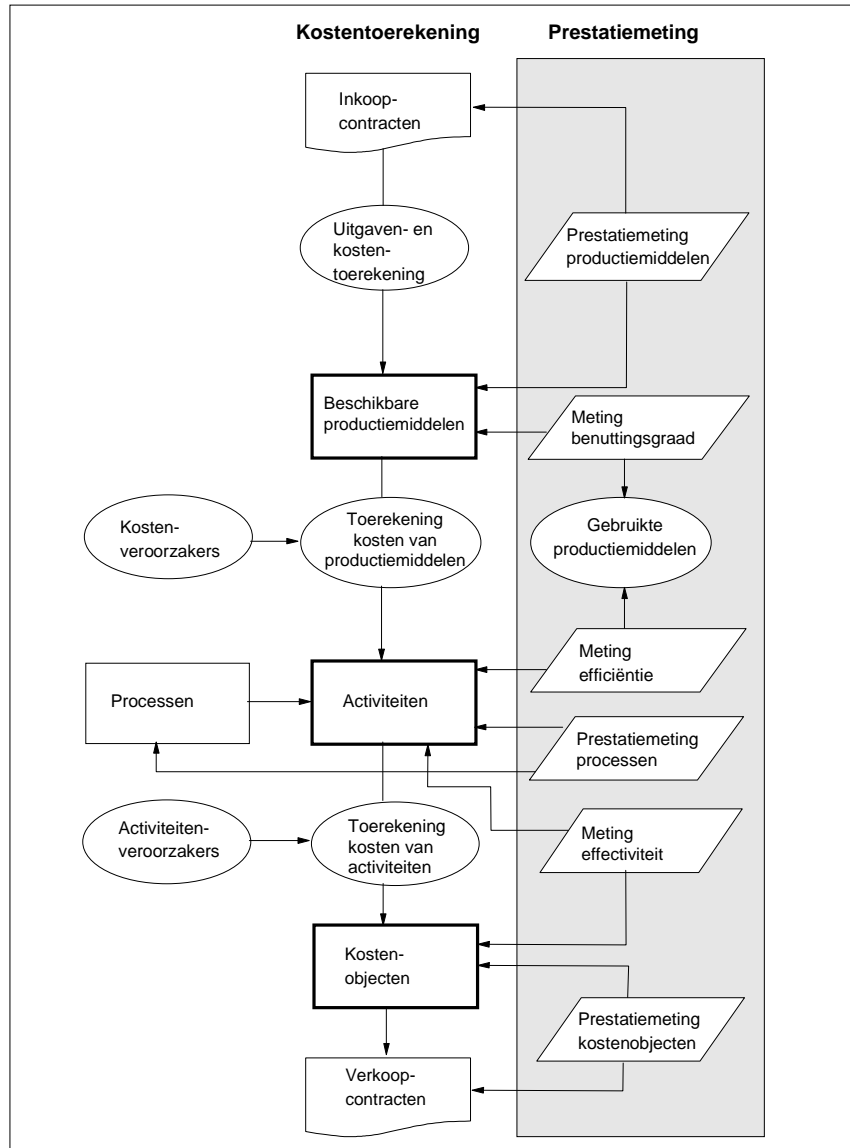 Kostentoerekening
Prestatiemeting
Inkoop-
contracten
Uitgaven- en
kosten-
toerekening
Prestatiemeting
productiemiddelen
Beschikbare
productiemiddelen
Meting
benuttingsgraad
Kosten-
veroorzakers
Toerekening
kosten van
productiemiddelen
Gebruikte
productiemiddelen
Meting
efficiëntie
Processen
Activiteiten
Prestatiemeting
processen
Activiteiten-
veroorzakers
Toerekening
kosten van
activiteiten
Meting
effectiviteit
Kosten-
objecten
Prestatiemeting
kostenobjecten
Verkoop-
contracten